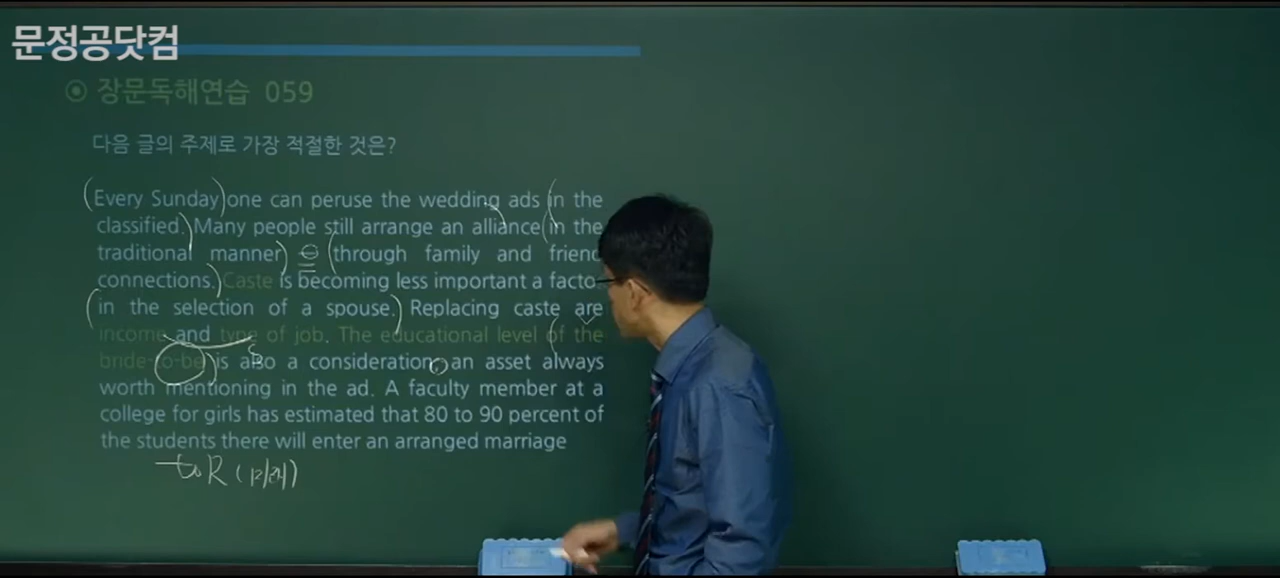 문정공닷컴
⊙ 장문독해연습 059
다음 글의 주제로 가장 적절한 것은?
(Every Sunday) one can peruse the wedding ads (in the
classified.) Many people still arrange an alliance (in the
traditional manner) (through family and friend
connections.) Caste is becoming less important a facto
(in the selection of a spouse.) Replacing caste are
income and type of job. The educational level (of the
bride-to-be) is also a consideration, an asset always
worth mentioning in the ad. A faculty member at a
college for girls has estimated that 80 to 90 percent of
the students there will enter an arranged marriage
to R (미래)